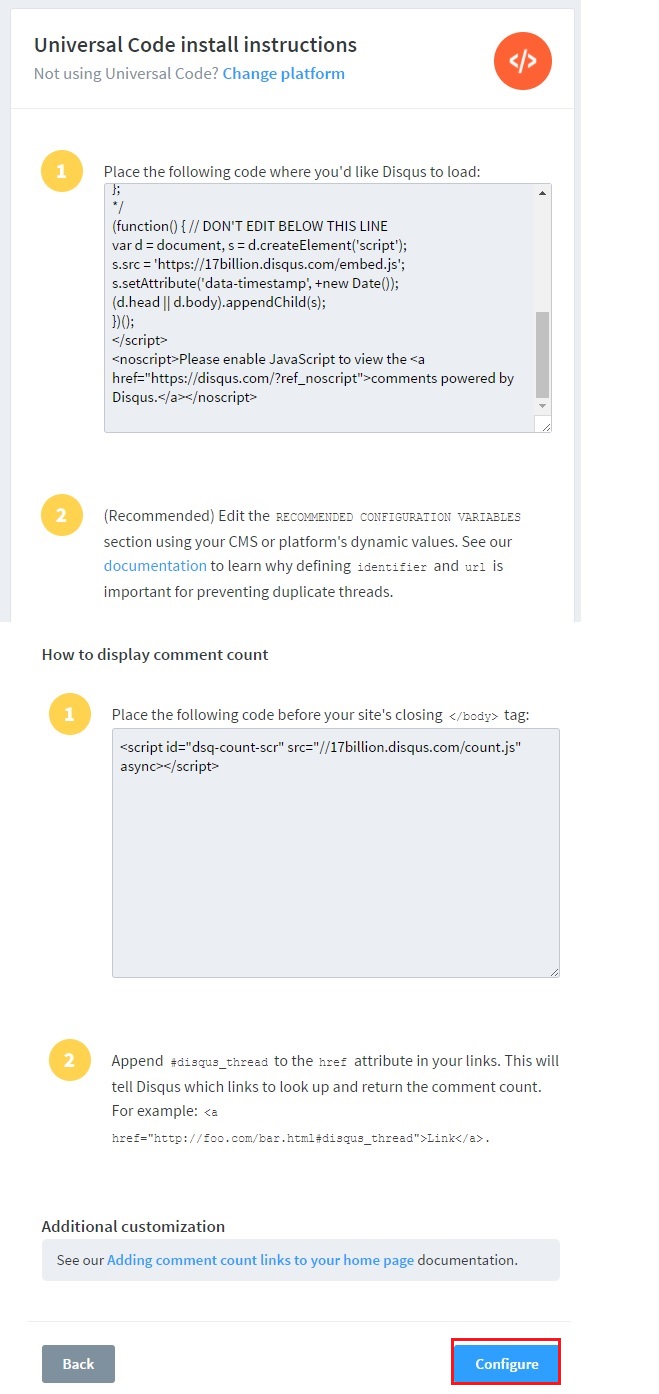 Universal Code install instructions
Not using Universal Code? Change platform
</>
1
Place the following code where you'd like Disqus to load:
};
*/
(function() { // DON'T EDIT BELOW THIS LINE
var d = document, s = d.createElement('script');
s.src = 'https://17billion.disqus.com/embed.js';
s.setAttribute('data-timestamp', +new Date());
(d.head || d.body).appendChild(s);
})();
</script>
<noscript>Please enable JavaScript to view the <a
href="https://disqus.com/?ref_noscript">comments powered by
Disqus.</a></noscript>
2
(Recommended) Edit the RECOMMENDED CONFIGURATION VARIABLES
section using your CMS or platform's dynamic values. See our
documentation to learn why defining identifier and url is
important for preventing duplicate threads.
How to display comment count
1
Place the following code before your site's closing </body> tag:
<script id="dsq-count-scr" src="//17billion.disqus.com/count.js"
async></script>
2
Append #disqus_thread to the href attribute in your links. This will
tell Disqus which links to look up and return the comment count.
For example: <a
href="http://foo.com/bar.html#disqus_thread">Link</a>.
Additional customization
See our Adding comment count links to your home page documentation.
Back
Configure